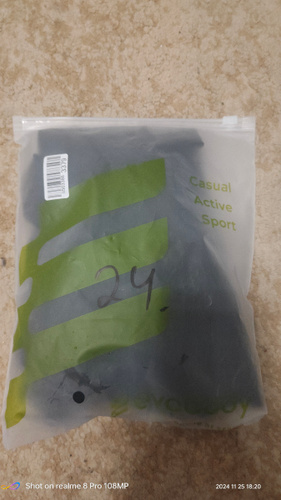 Casual
Active
Sport
24
Shot on realme 8 Pro 108MP
2024 11 25 18:20